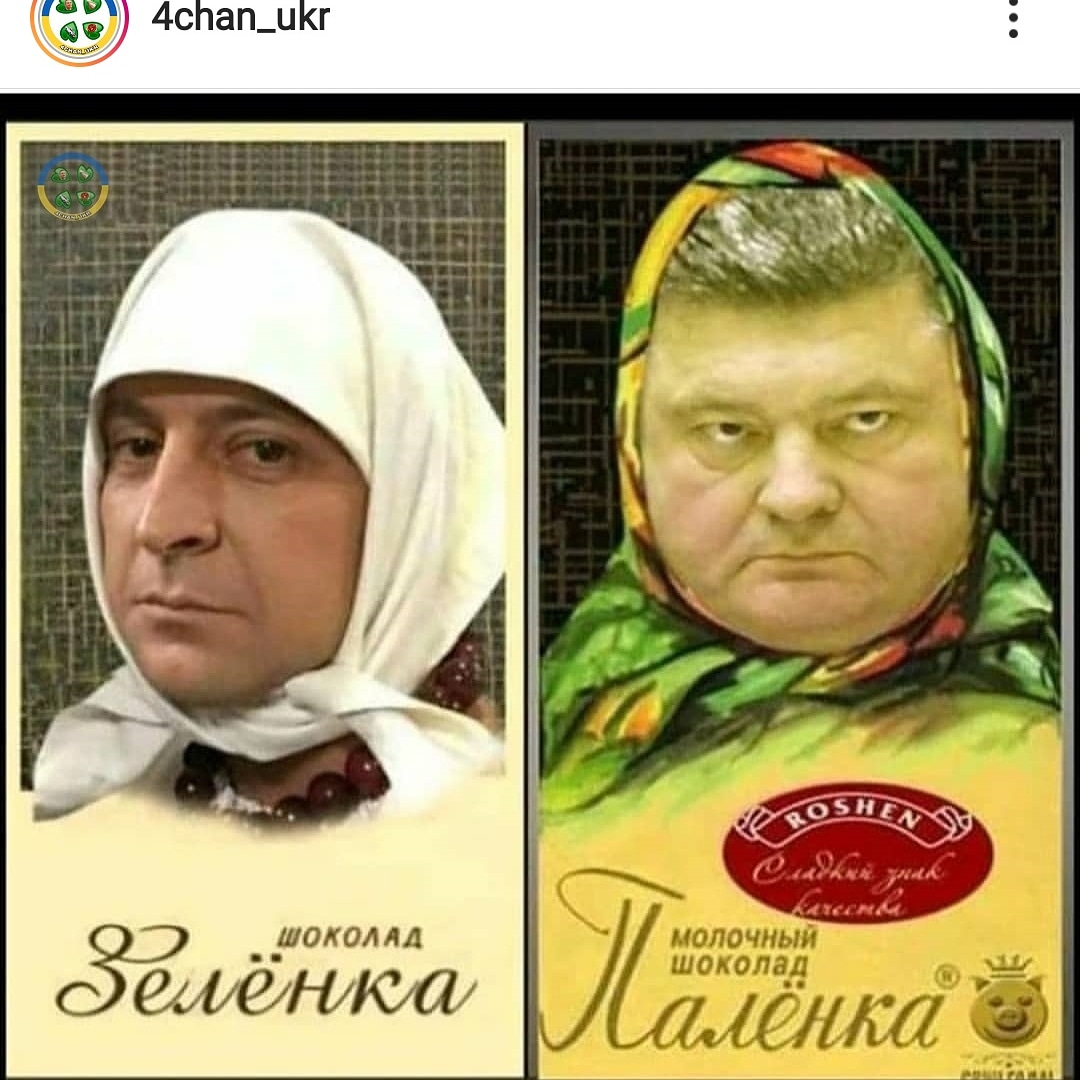 4chan_ukr
шоколад
Зелёнка
ROSHEN
Сладкий знак
качества
молочный
шоколад
Палёнка®